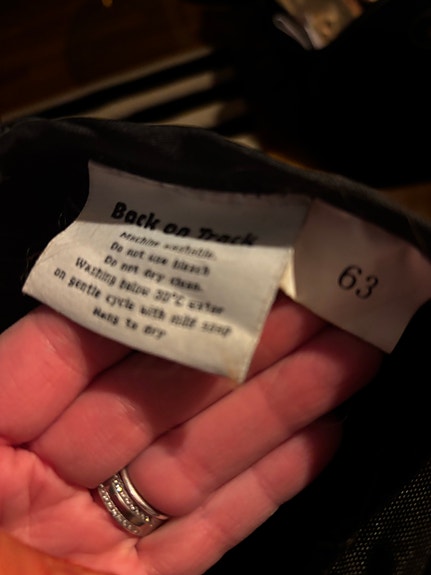 Back on Track
Machine washable.
Do not use bleach
Do not dry clean.
Washing below 30°C water
on gentle cycle with mild soap
Hang to dry
63